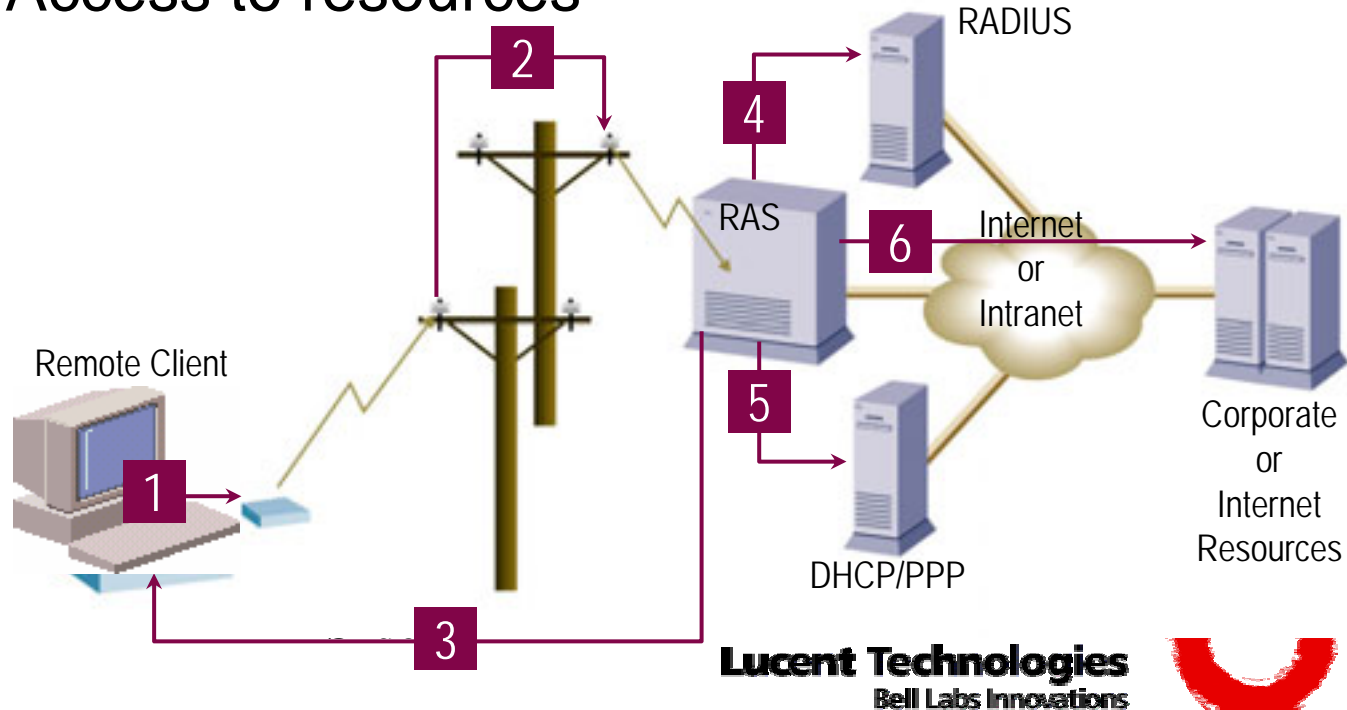 Access to resources
RADIUS
2
4
RAS
6
Internet
or
Intranet
Remote Client
1
5
Corporate
or
Internet
Resources
DHCP/PPP
3
Lucent Technologies
Bell Labs Innovations